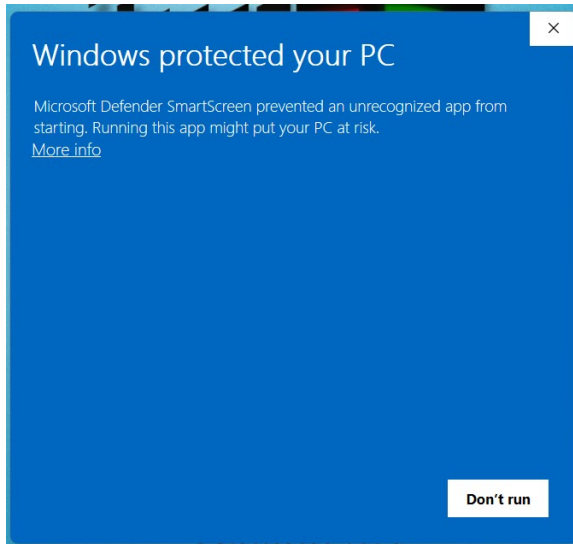 Windows protected your PC
Microsoft Defender SmartScreen prevented an unrecognized app from
starting. Running this app might put your PC at risk.
More info
Don’t run